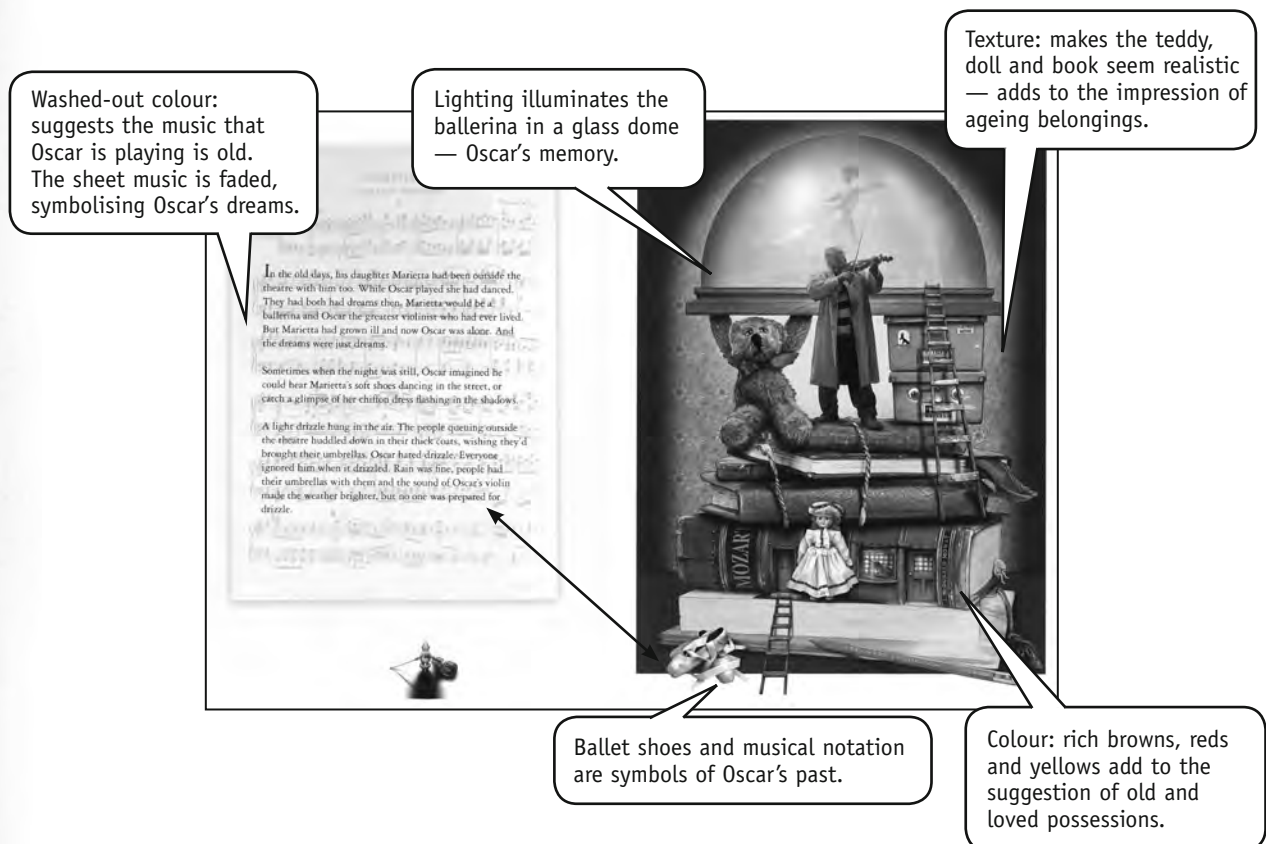 Washed-out colour:
suggests the music that
Oscar is playing is old.
The sheet music is faded,
symbolising Oscar's dreams.
Lighting illuminates the
ballerina in a glass dome
— Oscar's memory.
Texture: makes the teddy,
doll and book seem realistic
— adds to the impression of
ageing belongings.
In the old days, his daughter Marietta had been outside the
theatre with him too. While Oscar played she had danced.
They had both had dreams then, Marietta would be a
ballerina and Oscar the greatest violinist who had ever lived.
But Marietta had grown ill and now Oscar was alone. And
the dreams were just dreams.
Sometimes when the night was still, Oscar imagined he
could hear Marietta's soft shoes dancing in the street, or
catch a glimpse of her chiffon dress flashing in the shadows.
A light drizzle hung in the air. The people queuing outside
the theatre huddled down in their thick coats, wishing they'd
brought their umbrellas. Oscar hated drizzle. Everyone
ignored him when it drizzled. Rain was fine, people had
their umbrellas with them and the sound of Oscar's violin
made the weather brighter, but no one was prepared for
drizzle.
MOZART
Ballet shoes and musical notation
are symbols of Oscar's past.
Colour: rich browns, reds
and yellows add to the
suggestion of old and
loved possessions.